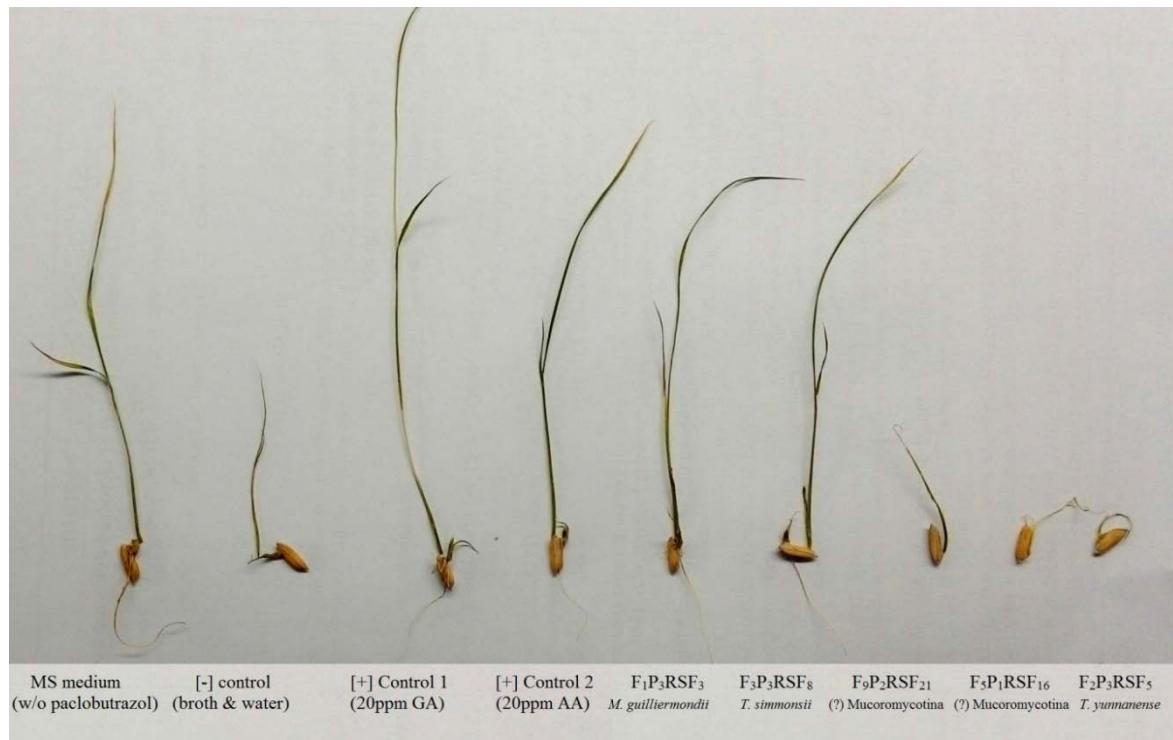 MS medium
(w/o paclobutrazol)
[-] control
(broth & water)
[+] Control 1
(20ppm GA)
[+] Control 2
(20ppm AA)
F₁P₃RSF₃
M. guilliermondii
F₃P₃RSF₈
T. simmonsii
F₉P₂RSF₂₁
(?) Mucoromycotina
F₅P₁RSF₁₆
(?) Mucoromycotina
F₂P₃RSF₅
T. yunnanense